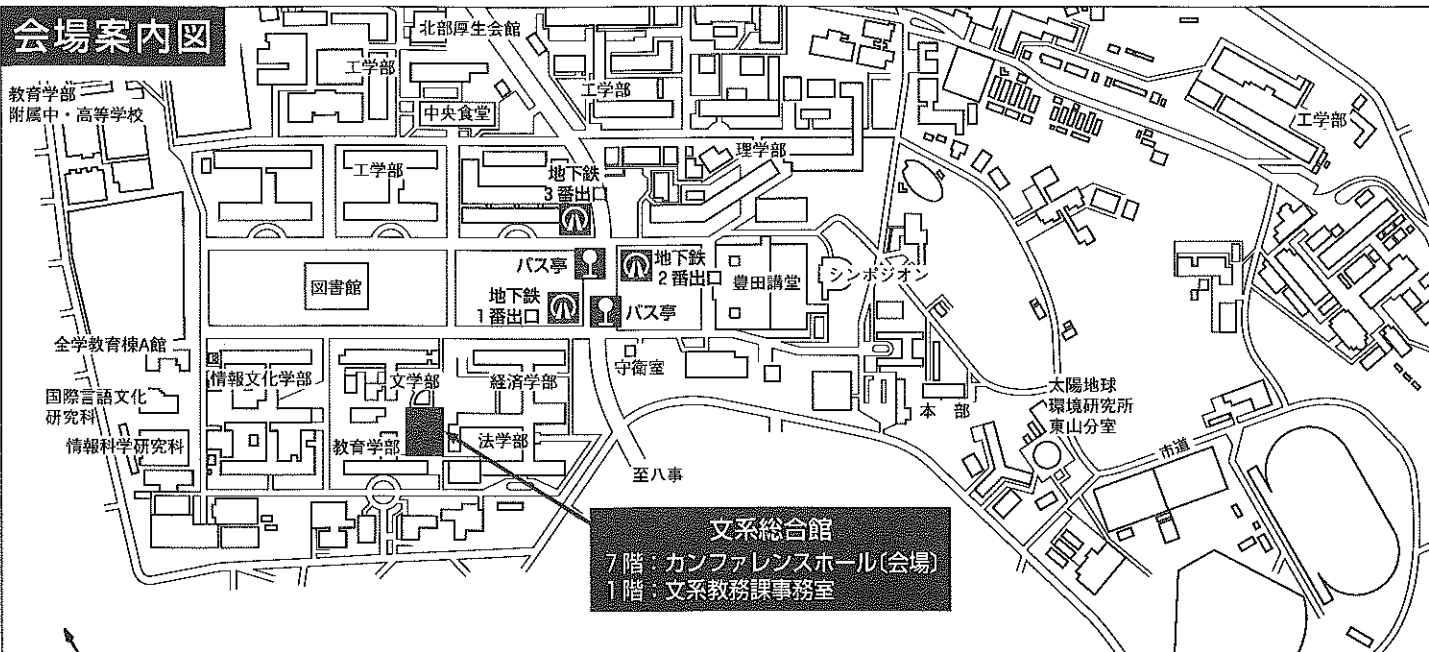 会場案内図
北部厚生会館
工学部
教育学部
附属中・高等学校
中央食堂
工学部
工学部
工学部
地下鉄
3番出口
理学部
バス亭
地下鉄
2番出口
豊田講堂
シンポジオン
図書館
地下鉄
1番出口
バス亭
全学教育棟A館
情報文化学部
文学部
経済学部
守衛室
国際言語文化
研究科
本部
太陽地球
環境研究所
東山分室
情報科学研究科
教育学部
法学部
市道
至八事
文系総合館
7階：カンファレンスホール〔会場〕
1階：文系教務課事務室